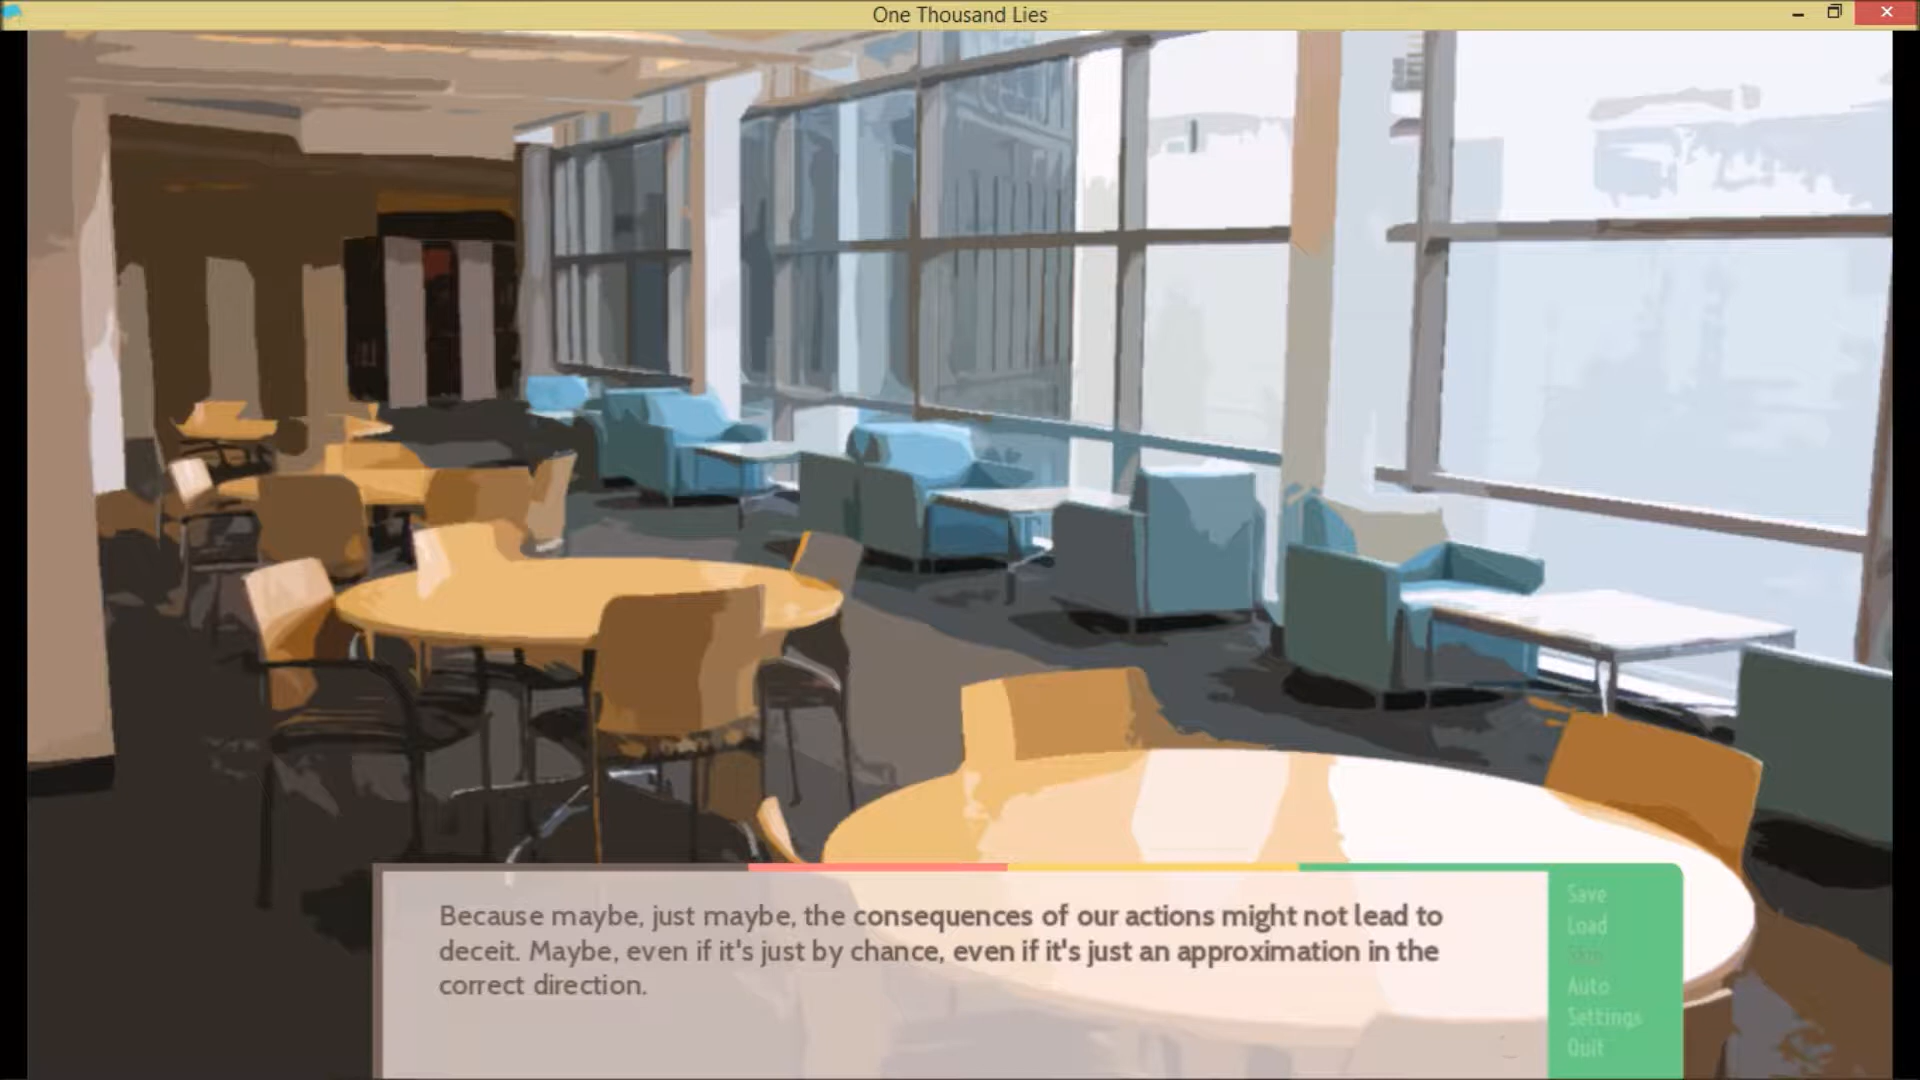 One Thousand Lies
Because maybe, just maybe, the consequences of our actions might not lead to
deceit. Maybe, even if it's just by chance, even if it's just an approximation in the
correct direction.
Save
Load
Auto
Settings
Quit